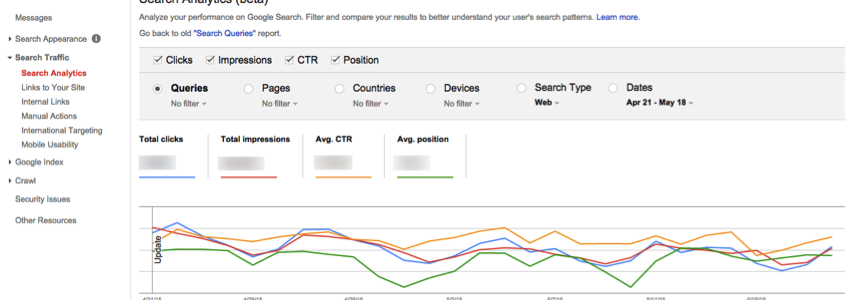 Search Analytics (beta)
Messages
Analyze your performance on Google Search. Filter and compare your results to better understand your user's search patterns. Learn more.
Go back to old "Search Queries" report.
Search Appearance
Search Traffic
Search Analytics
Links to Your Site
Internal Links
Manual Actions
International Targeting
Mobile Usability
Google Index
Crawl
Security Issues
Other Resources
Clicks Impressions CTR Position
Queries Pages Countries Devices Search Type Dates
No filter No filter No filter No filter Web Apr 21 - May 18
Total clicks Total impressions Avg. CTR Avg. position
Update